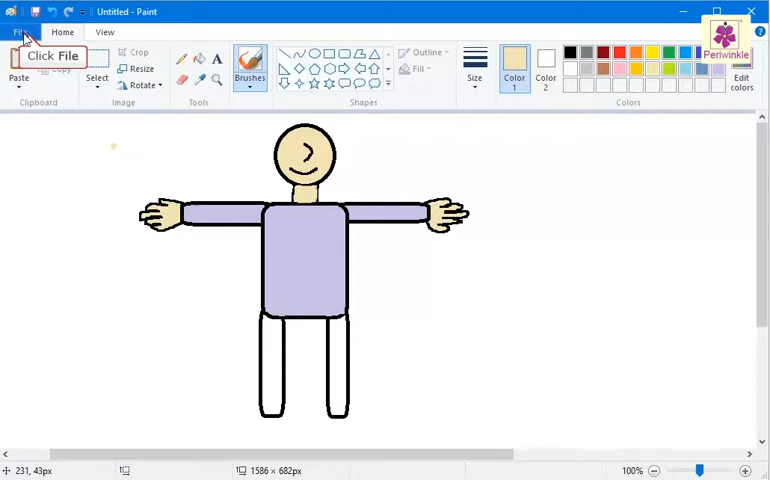 Untitled - Paint
File
Home
View
Click File
Periwinkle
Paste
Copy
Clipboard
Select
Crop
Resize
Rotate
Image
Tools
Brushes
Shapes
Outline
Fill
Size
Color 1
Color 2
Edit colors
Colors
231, 43px
1586 × 682px
100%